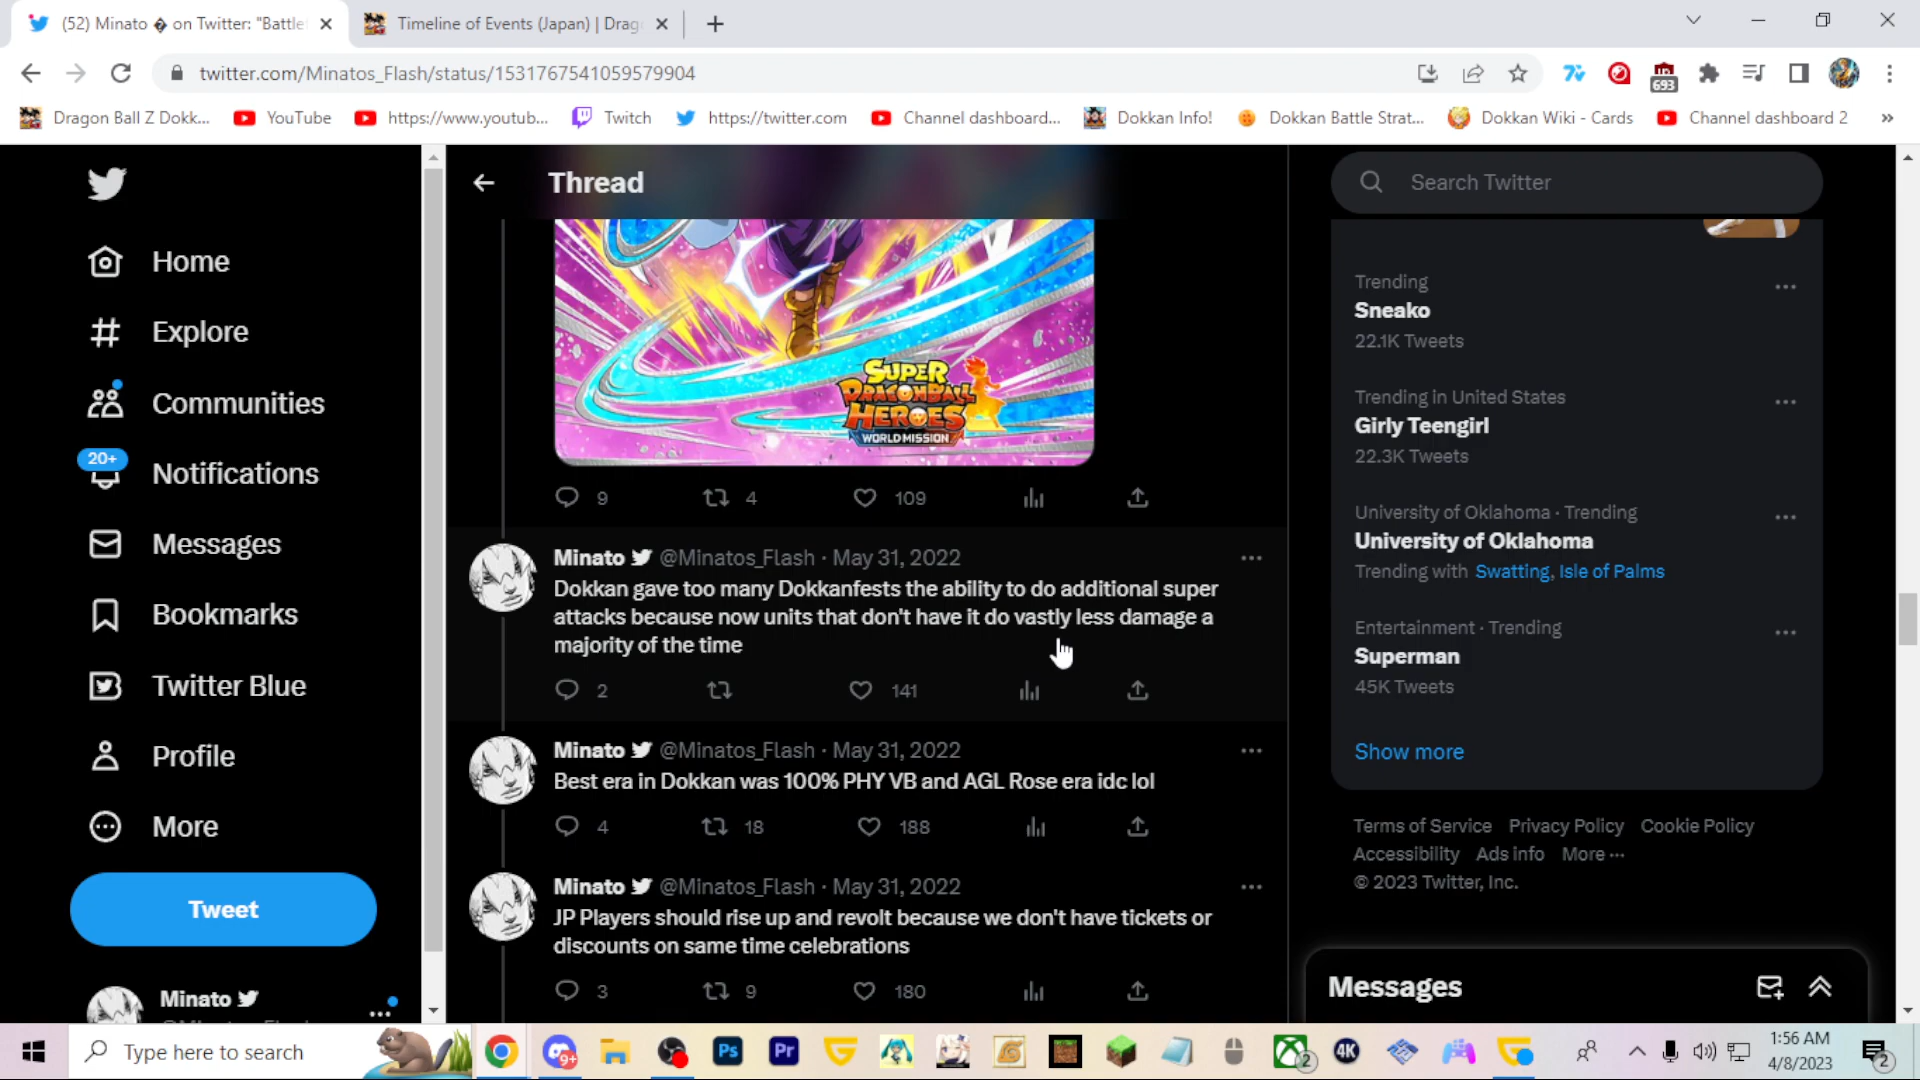 (52) Minato � on Twitter: "Battle
Timeline of Events (Japan) | Drag
twitter.com/Minatos_Flash/status/1531767541059579904
693
Dragon Ball Z Dokk...
YouTube
https://www.youtub...
Twitch
https://twitter.com
Channel dashboard...
Dokkan Info!
Dokkan Battle Strat...
Dokkan Wiki - Cards
Channel dashboard 2
»
Home
Explore
Communities
20+
Notifications
Messages
Bookmarks
Twitter Blue
Profile
More
Tweet
Minato
Thread
SUPER
DRAGONBALL
HEROES
WORLD MISSION
9
4
109
Minato @Minatos_Flash · May 31, 2022
Dokkan gave too many Dokkanfests the ability to do additional super
attacks because now units that don't have it do vastly less damage a
majority of the time
2
141
Minato @Minatos_Flash · May 31, 2022
Best era in Dokkan was 100% PHY VB and AGL Rose era idc lol
4
18
188
Minato @Minatos_Flash · May 31, 2022
JP Players should rise up and revolt because we don't have tickets or
discounts on same time celebrations
3
9
180
Search Twitter
Trending
Sneako
22.1K Tweets
Trending in United States
Girly Teengirl
22.3K Tweets
University of Oklahoma · Trending
University of Oklahoma
Trending with Swatting, Isle of Palms
Entertainment · Trending
Superman
45K Tweets
Show more
Terms of Service Privacy Policy Cookie Policy
Accessibility Ads info More ···
© 2023 Twitter, Inc.
Messages
Type here to search
9+
Ps
Pr
2
4K
1:56 AM
4/8/2023
2